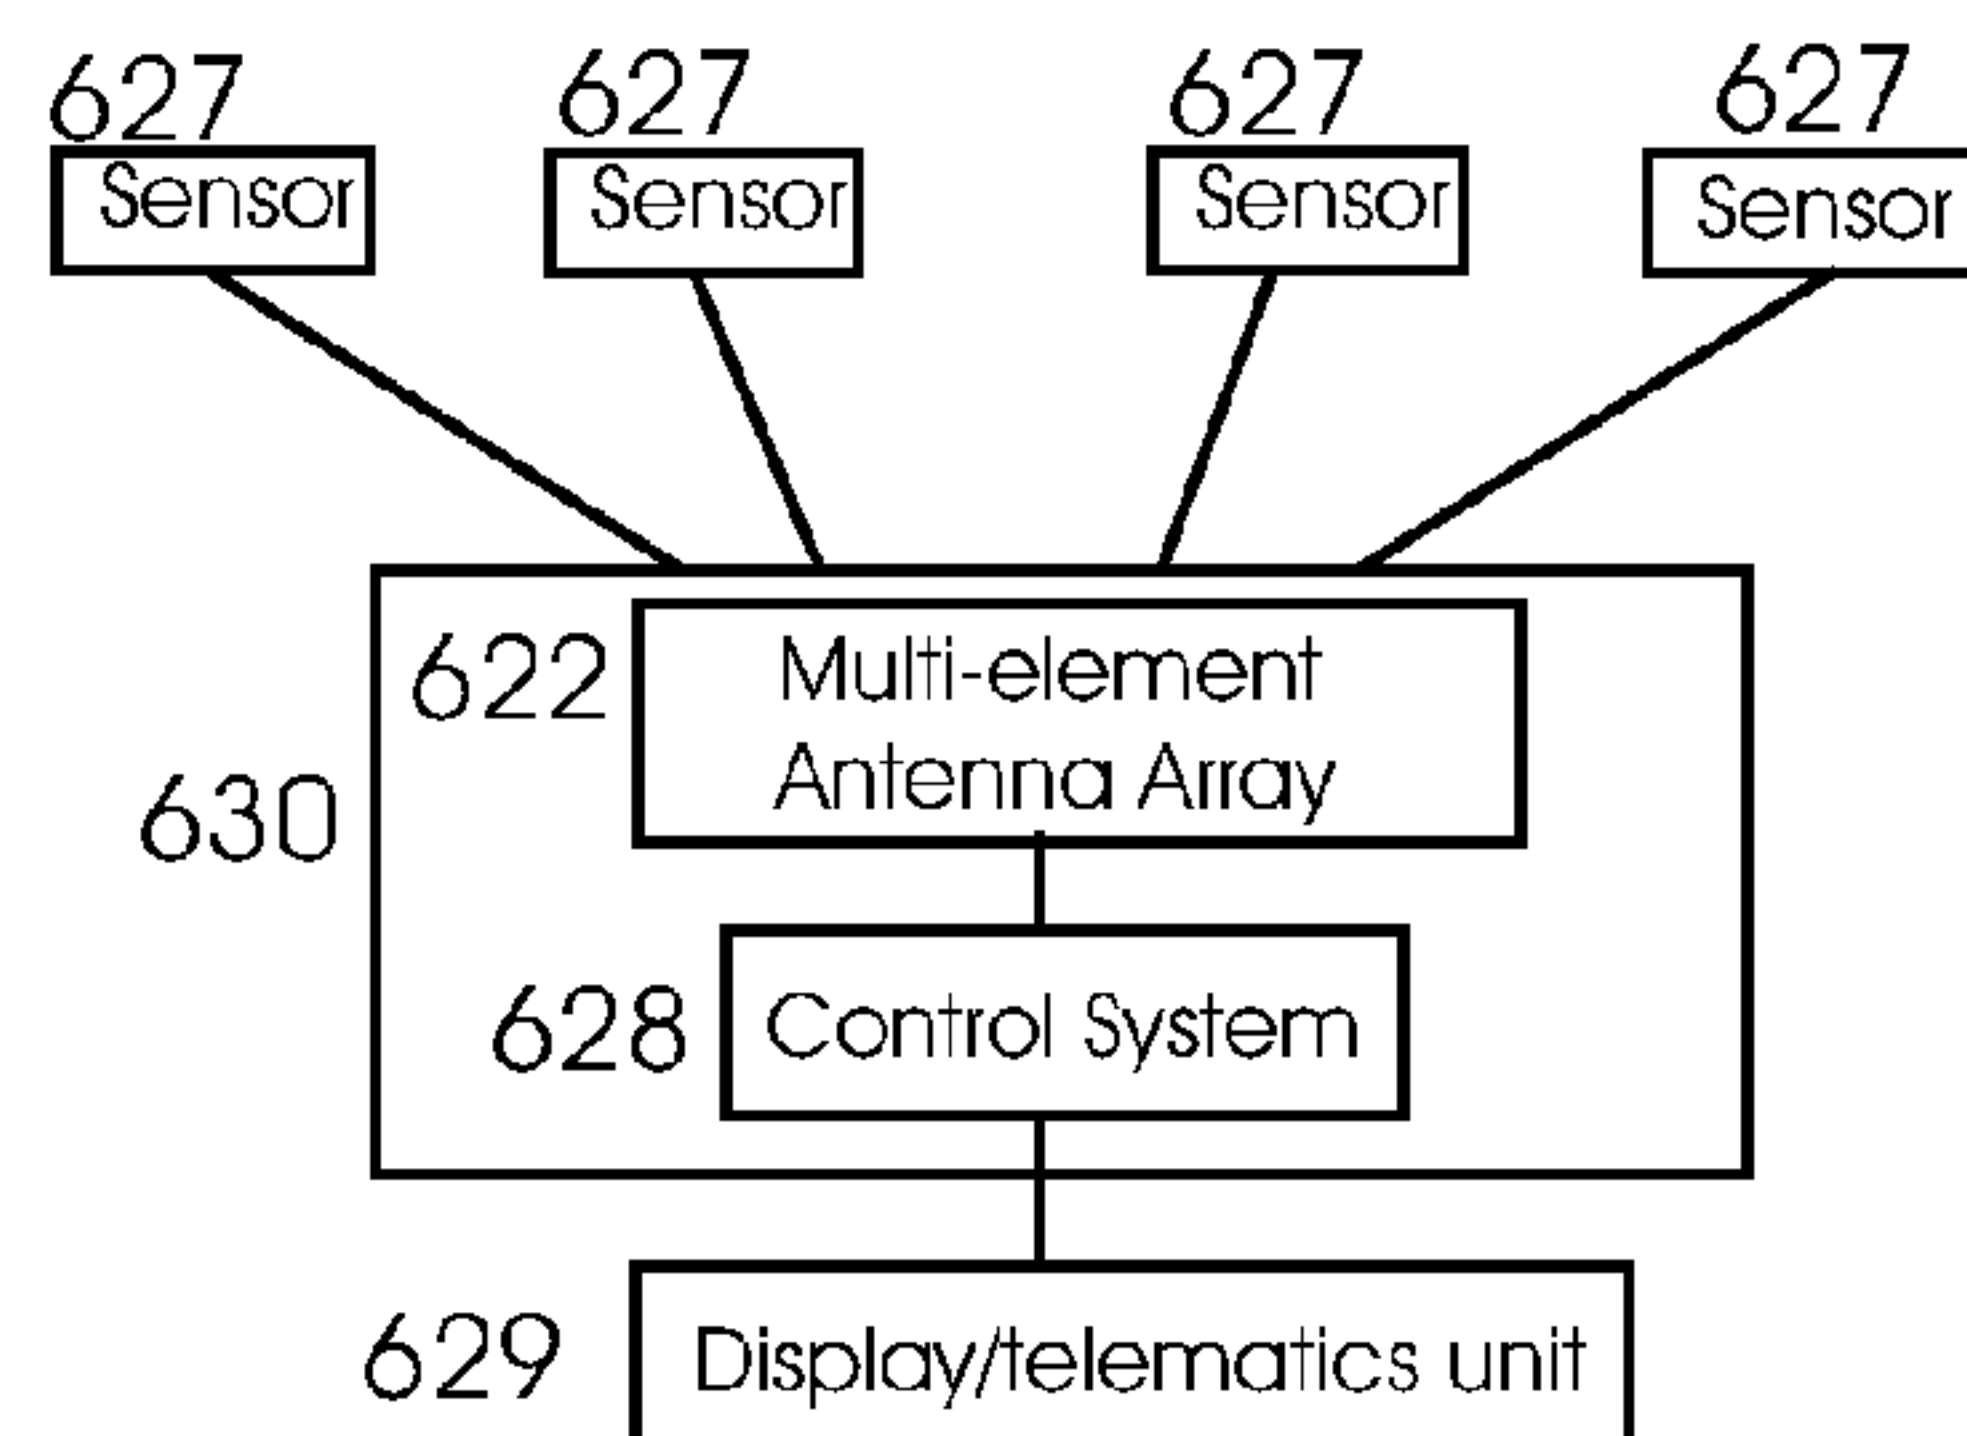 627 627 627 627
Sensor Sensor Sensor Sensor
622 Multi-element
Antenna Array
630
628 Control System
629 Display/telematics unit